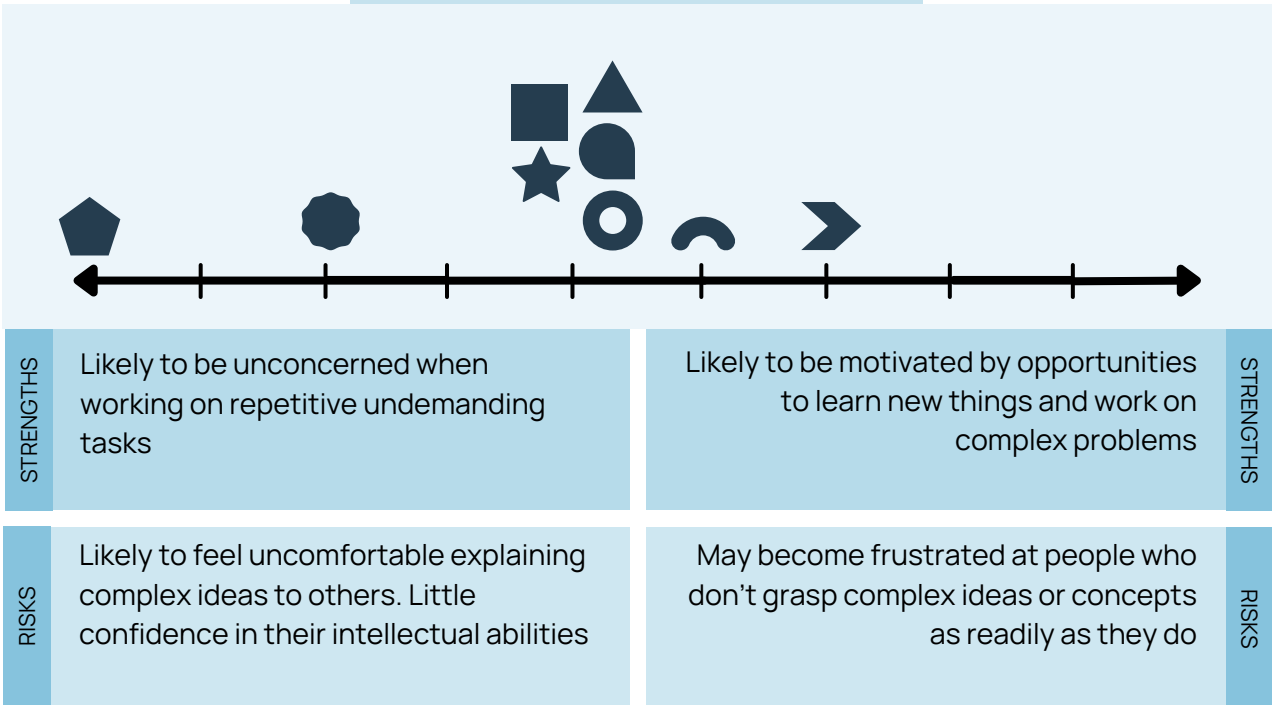 STRENGTHS
Likely to be unconcerned when
working on repetitive undemanding
tasks
Likely to be motivated by opportunities
to learn new things and work on
complex problems
STRENGTHS
RISKS
Likely to feel uncomfortable explaining
complex ideas to others. Little
confidence in their intellectual abilities
May become frustrated at people who
don't grasp complex ideas or concepts
as readily as they do
RISKS